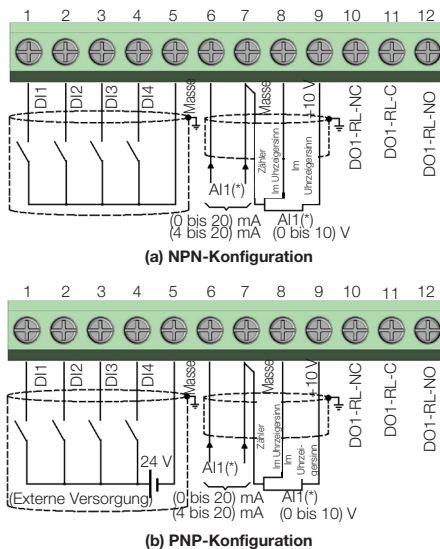 1 2 3 4 5 6 7 8 9 10 11 12
DI1
DI2
DI3
DI4
Masse
Masse
+10 V
DO1-RL-NC
DO1-RL-C
DO1-RL-NO
Zähler
Im Uhrzeigersinn
Im
Uhrzeigersinn
AI1(*)
(0 bis 20) mA
(4 bis 20) mA
AI1(*)
(0 bis 10) V
(a) NPN-Konfiguration
1 2 3 4 5 6 7 8 9 10 11 12
DI1
DI2
DI3
DI4
Masse
Masse
+10 V
DO1-RL-NC
DO1-RL-C
DO1-RL-NO
Zähler
Im Uhrzeigersinn
Im
Uhrzei-
gersinn
24 V
AI1(*)
(Externe Versorgung)
(0 bis 20) mA
(4 bis 20) mA
AI1(*)
(0 bis 10) V
(b) PNP-Konfiguration